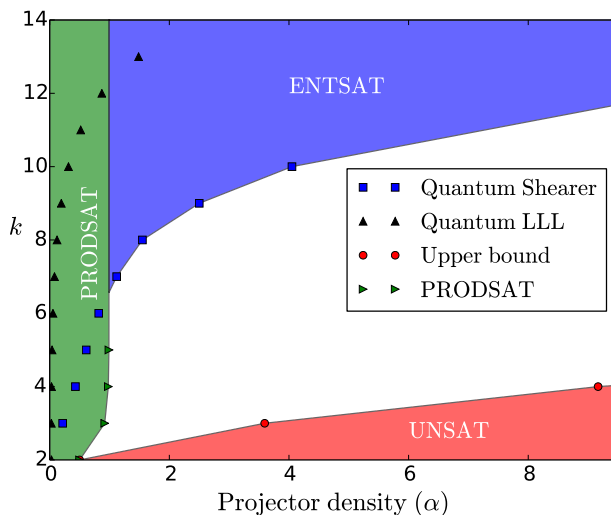 14
12
10
8
6
4
2
k
0
2
4
6
8
Projector density (α)
PRODSAT
ENTSAT
UNSAT
Quantum Shearer
Quantum LLL
Upper bound
PRODSAT